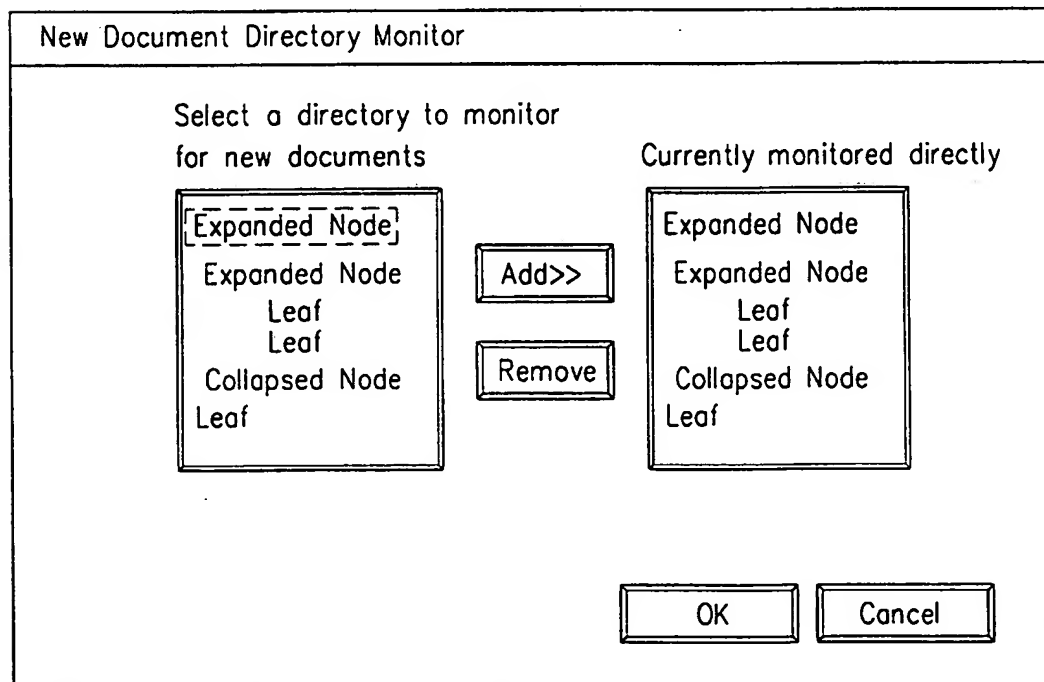 New Document Directory Monitor
Select a directory to monitor
for new documents
Currently monitored directly
Expanded Node
Expanded Node
Leaf
Leaf
Collapsed Node
Leaf
Add>>
Remove
Expanded Node
Expanded Node
Leaf
Leaf
Collapsed Node
Leaf
OK
Cancel